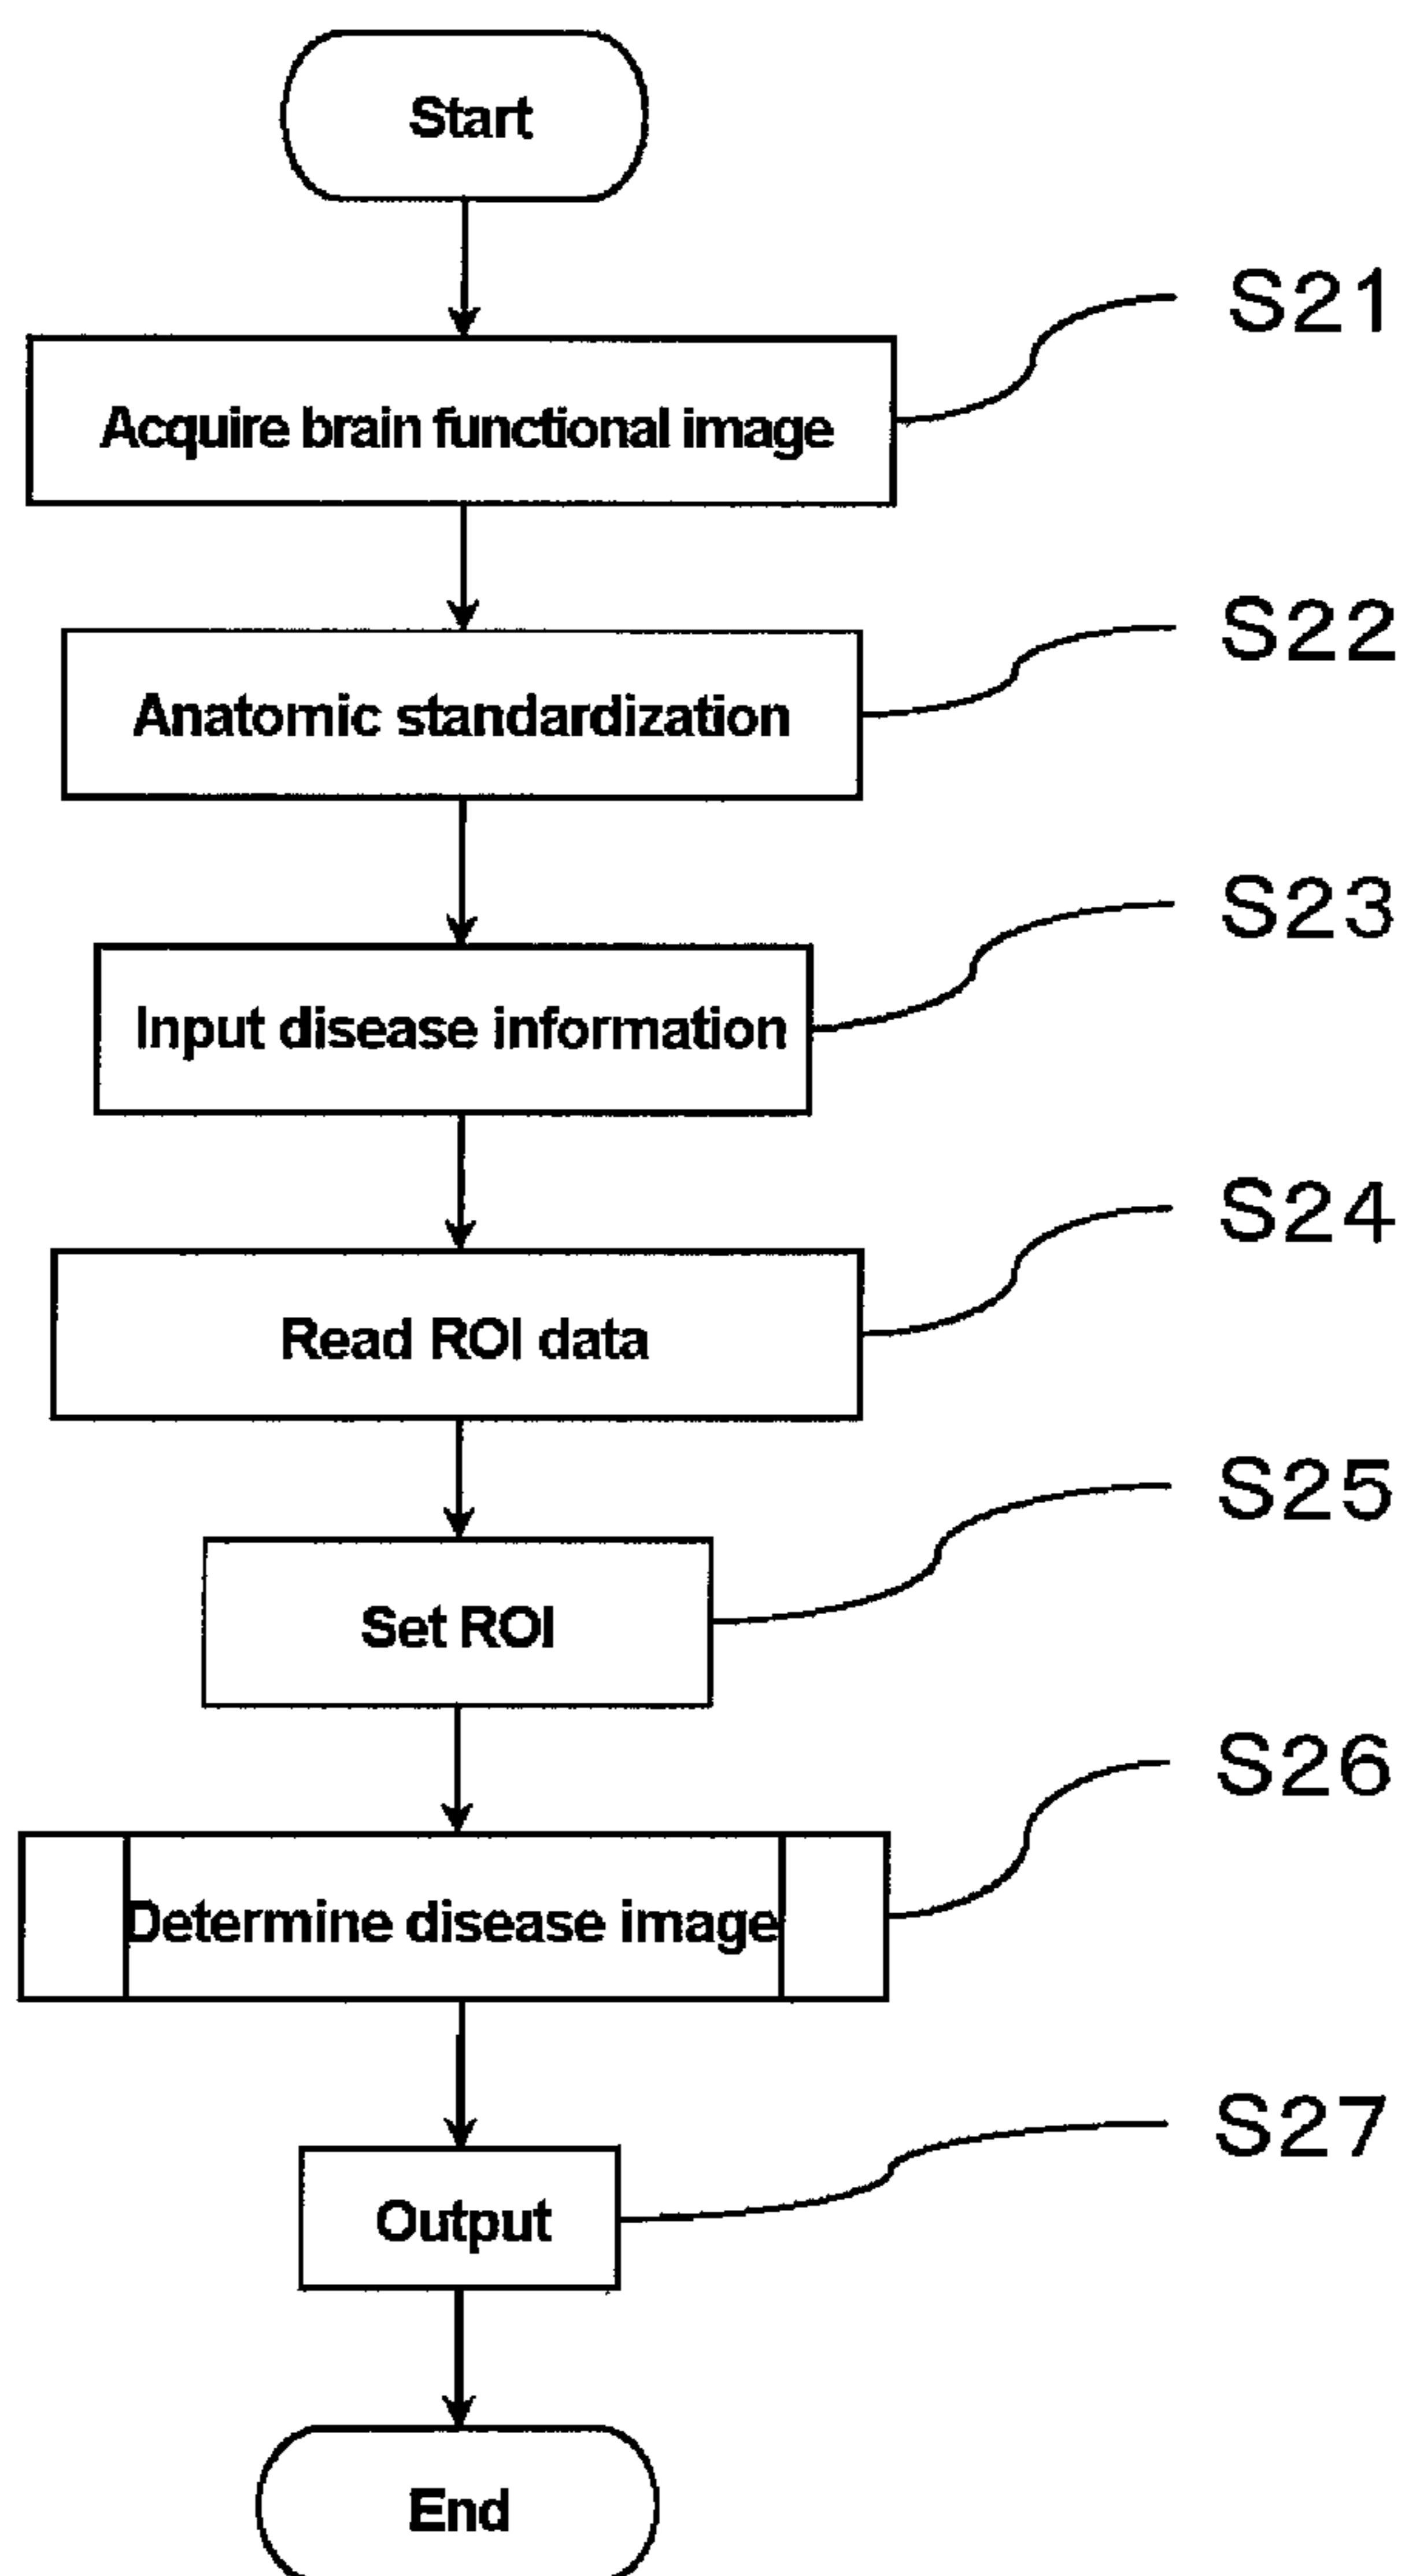 Start
S21
Acquire brain functional image
S22
Anatomic standardization
S23
Input disease information
S24
Read ROI data
S25
Set ROI
S26
Determine disease image
S27
Output
End